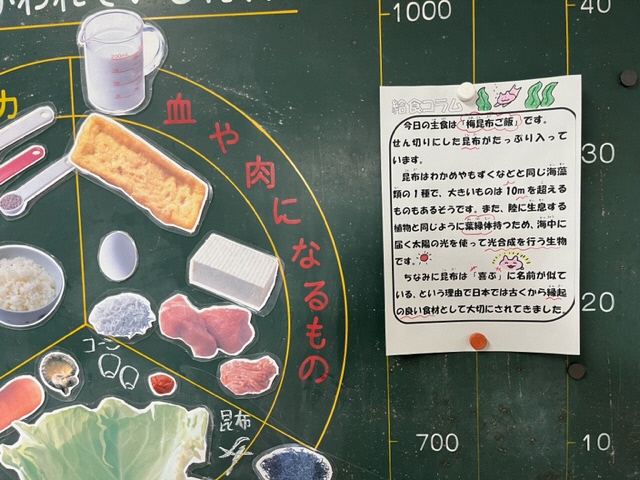 われ
力
血や肉になるもの
コーン
昆布
1000
700
40
30
20
10
給食コラム
今日の主食は「梅昆布ご飯」です。
せん切りにした昆布がたっぷり入って
います。
昆布はわかめやもずくなどと同じ海藻
類の1種で、大きいものは10mを超える
ものもあるそうです。また、陸に生息する
植物と同じように葉緑体持つため、海中に
届く太陽の光を使って光合成を行う生物
です。
ちなみに昆布は「喜ぶ」に名前が似て
いる、という理由で日本では古くから縁起
の良い食材として大切にされてきました。